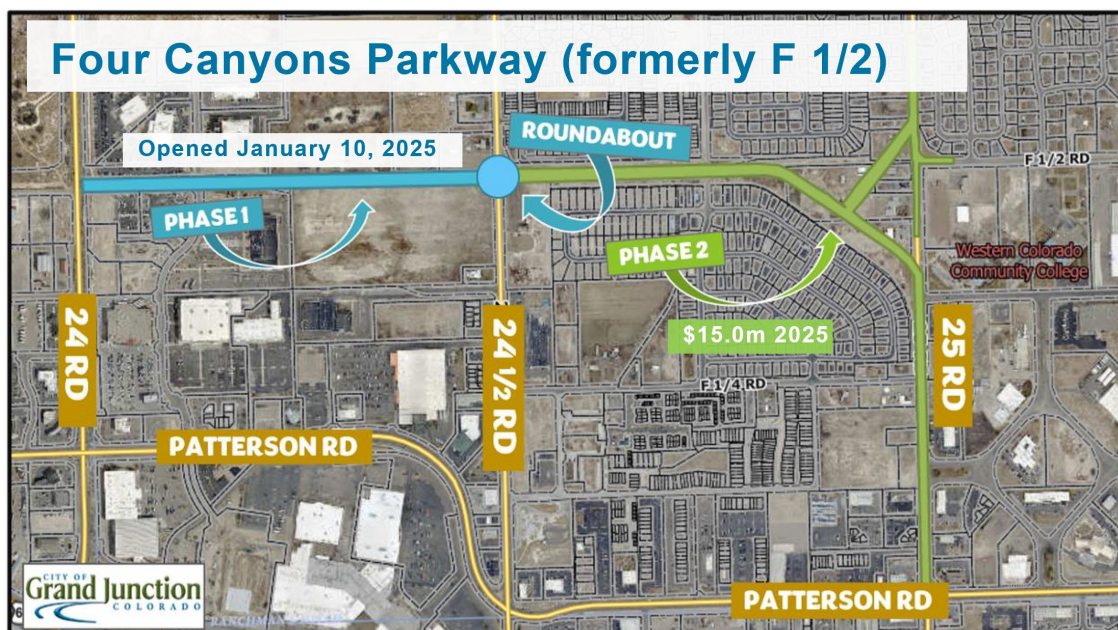 Four Canyons Parkway (formerly F 1/2)
Opened January 10, 2025
ROUNDABOUT
F 1/2 RD
PHASE 1
PHASE 2
Western Colorado
Community College
24 RD
24 1/2 RD
25 RD
$15.0m 2025
F 1/4 RD
PATTERSON RD
CITY OF
Grand Junction
COLORADO
PATTERSON RD